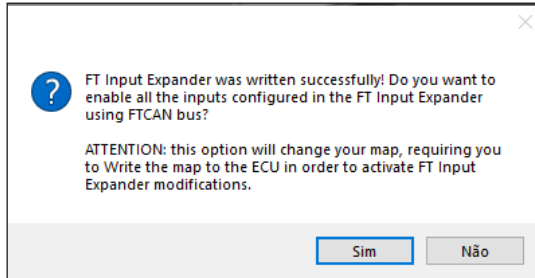 FT Input Expander was written successfully! Do you want to
enable all the inputs configured in the FT Input Expander
using FTCAN bus?
ATTENTION: this option will change your map, requiring you
to Write the map to the ECU in order to activate FT Input
Expander modifications.
Sim Não